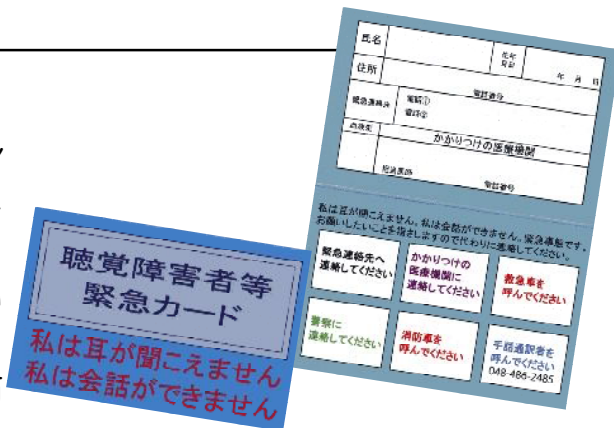 聴覚障害者等
緊急カード
私は耳が聞こえません
私は会話ができません
氏名
生年
月日
年 月 日
住所
電話番号
緊急連絡先
電話①
電話②
血液型
かかりつけの医療機関
担当医師
電話番号
私は耳が聞こえません。私は会話ができません。緊急事態です。
お願いしたいことを指さしますので代わりに連絡してください。
緊急連絡先へ
連絡してください
かかりつけの
医療機関に
連絡してください
救急車を
呼んでください
警察に
連絡してください
消防車を
呼んでください
手話通訳者を
呼んでください
048-486-2485